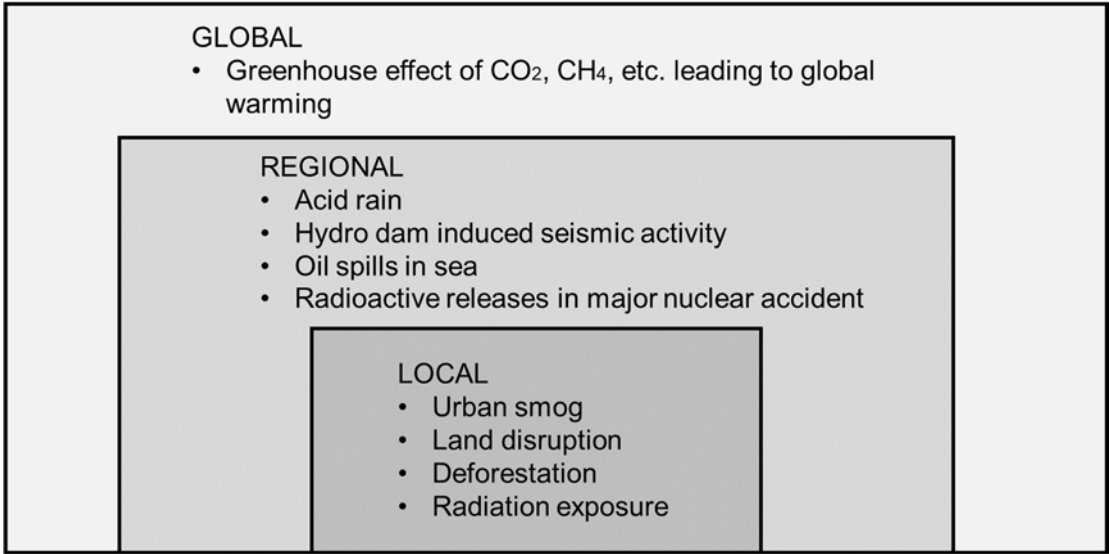 GLOBAL
• Greenhouse effect of CO₂, CH₄, etc. leading to global
warming
REGIONAL
• Acid rain
• Hydro dam induced seismic activity
• Oil spills in sea
• Radioactive releases in major nuclear accident
LOCAL
• Urban smog
• Land disruption
• Deforestation
• Radiation exposure